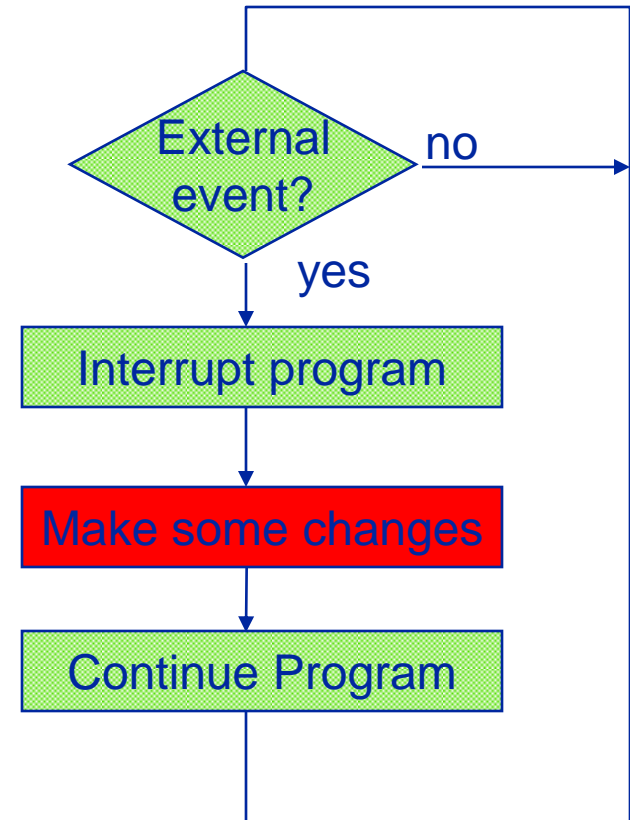 External
event?
no
yes
Interrupt program
Make some changes
Continue Program